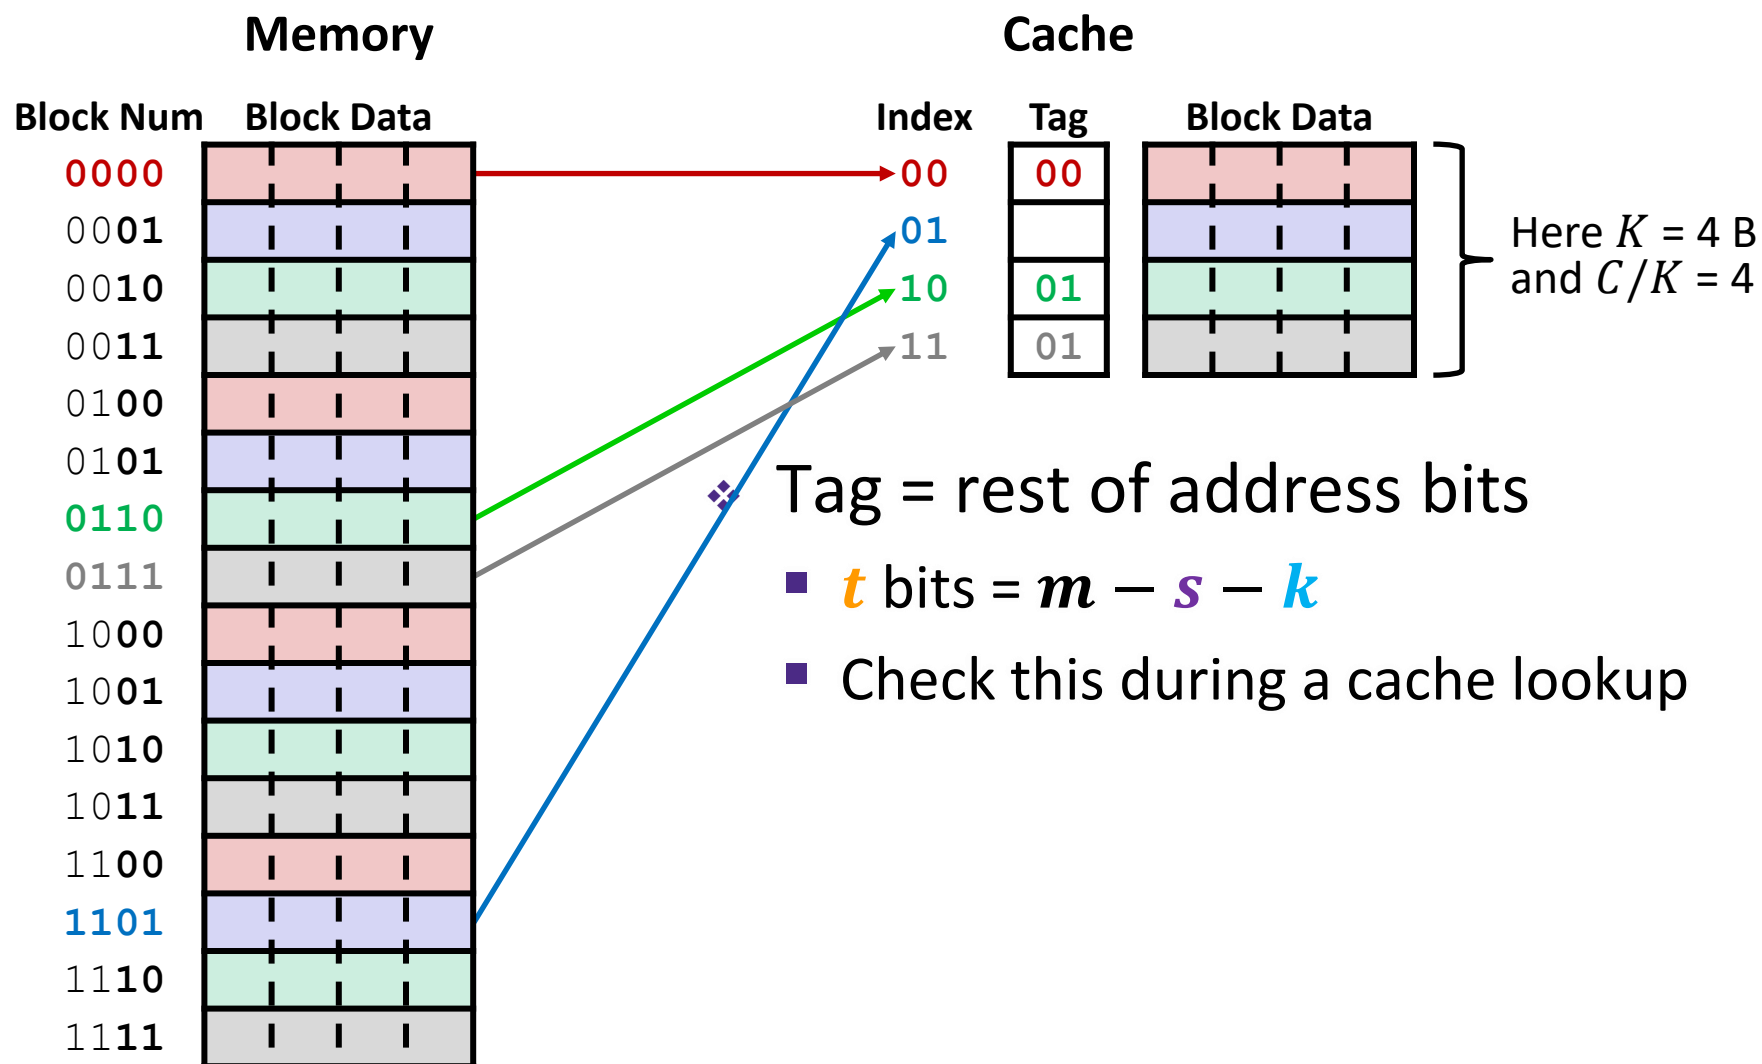 Memory
Cache
Block Num Block Data
Index Tag Block Data
0000
0001
0010
0011
0100
0101
0110
0111
1000
1001
1010
1011
1100
1101
1110
1111
00 00
01
10 01
11 01
Here K = 4 B
and C/K = 4
❖ Tag = rest of address bits
▪ t bits = m − s − k
▪ Check this during a cache lookup